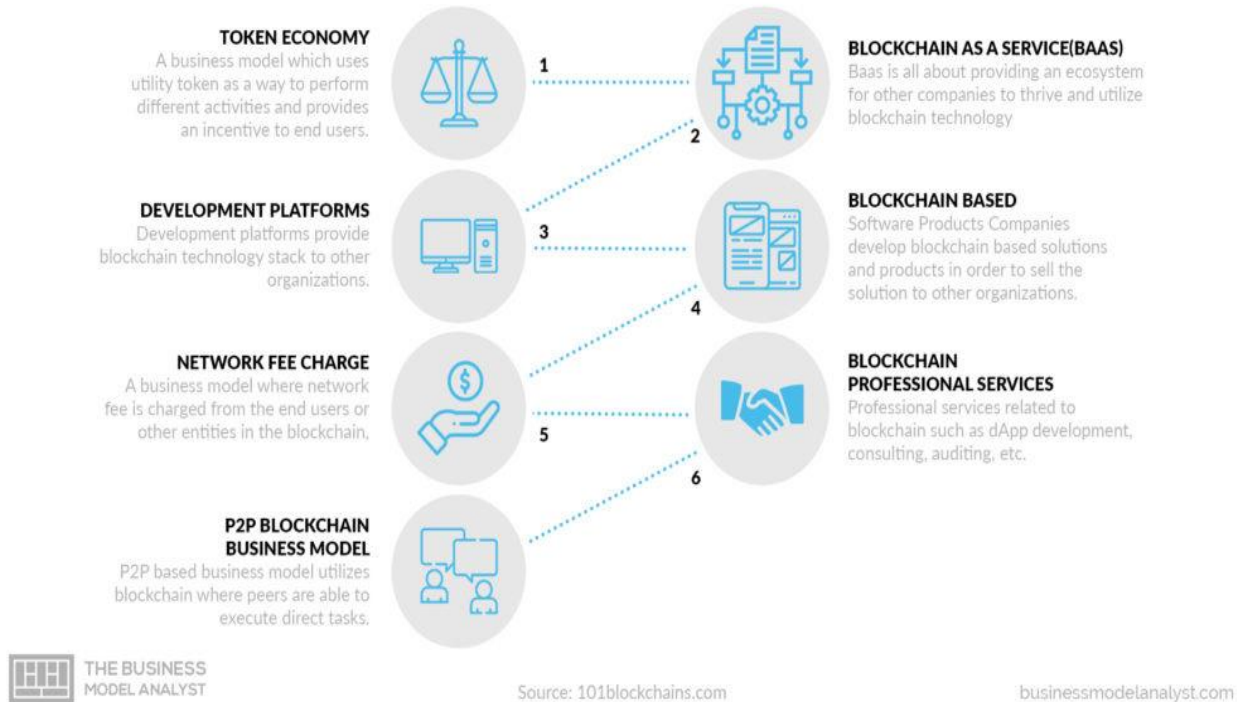 TOKEN ECONOMY
A business model which uses
utility token as a way to perform
different activities and provides
an incentive to end users.
1
BLOCKCHAIN AS A SERVICE(BAAS)
Baas is all about providing an ecosystem
for other companies to thrive and utilize
blockchain technology
2
DEVELOPMENT PLATFORMS
Development platforms provide
blockchain technology stack to other
organizations.
3
BLOCKCHAIN BASED
Software Products Companies
develop blockchain based solutions
and products in order to sell the
solution to other organizations.
4
NETWORK FEE CHARGE
A business model where network
fee is charged from the end users or
other entities in the blockchain,
$
5
BLOCKCHAIN
PROFESSIONAL SERVICES
Professional services related to
blockchain such as dApp development,
consulting, auditing, etc.
6
P2P BLOCKCHAIN
BUSINESS MODEL
P2P based business model utilizes
blockchain where peers are able to
execute direct tasks.
THE BUSINESS
MODEL ANALYST
Source: 101blockchains.com
businessmodelanalyst.com